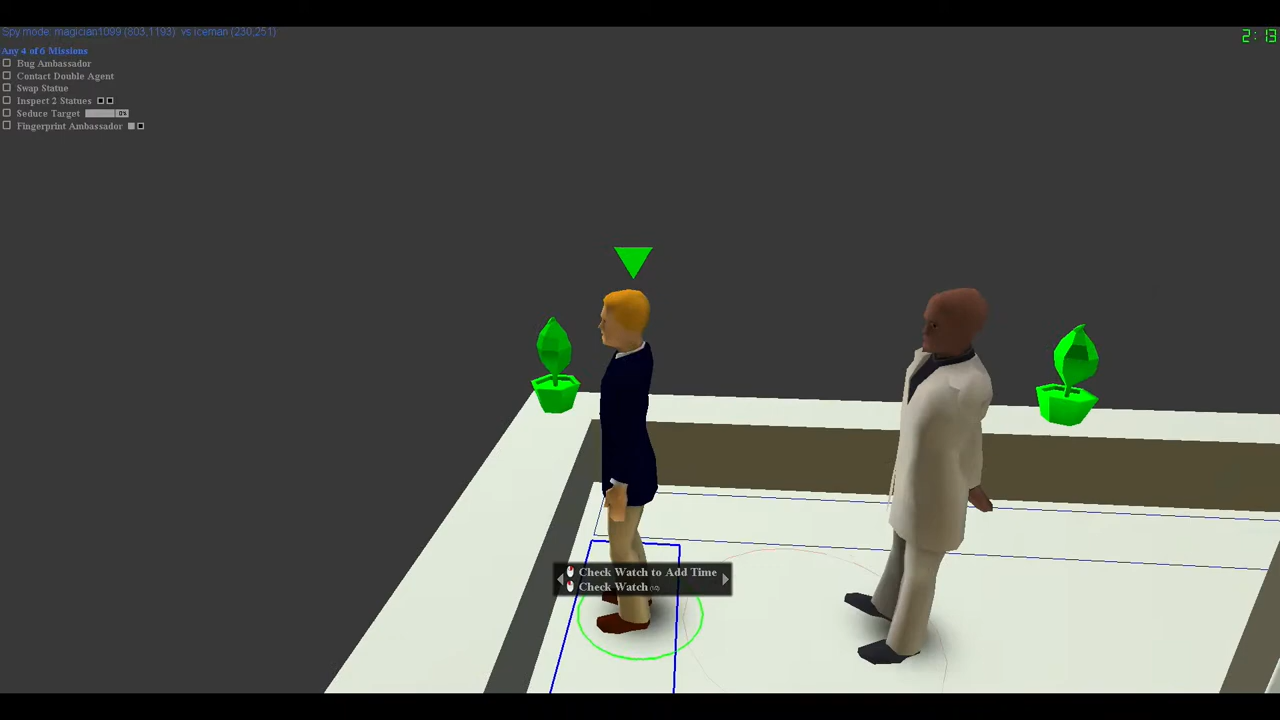 Spy mode: magician1099 (803,1193) vs iceman (230,251)
2:13
Any 4 of 6 Missions
Bug Ambassador
Contact Double Agent
Swap Statue
Inspect 2 Statues
Seduce Target 0%
Fingerprint Ambassador
Check Watch to Add Time
Check Watch